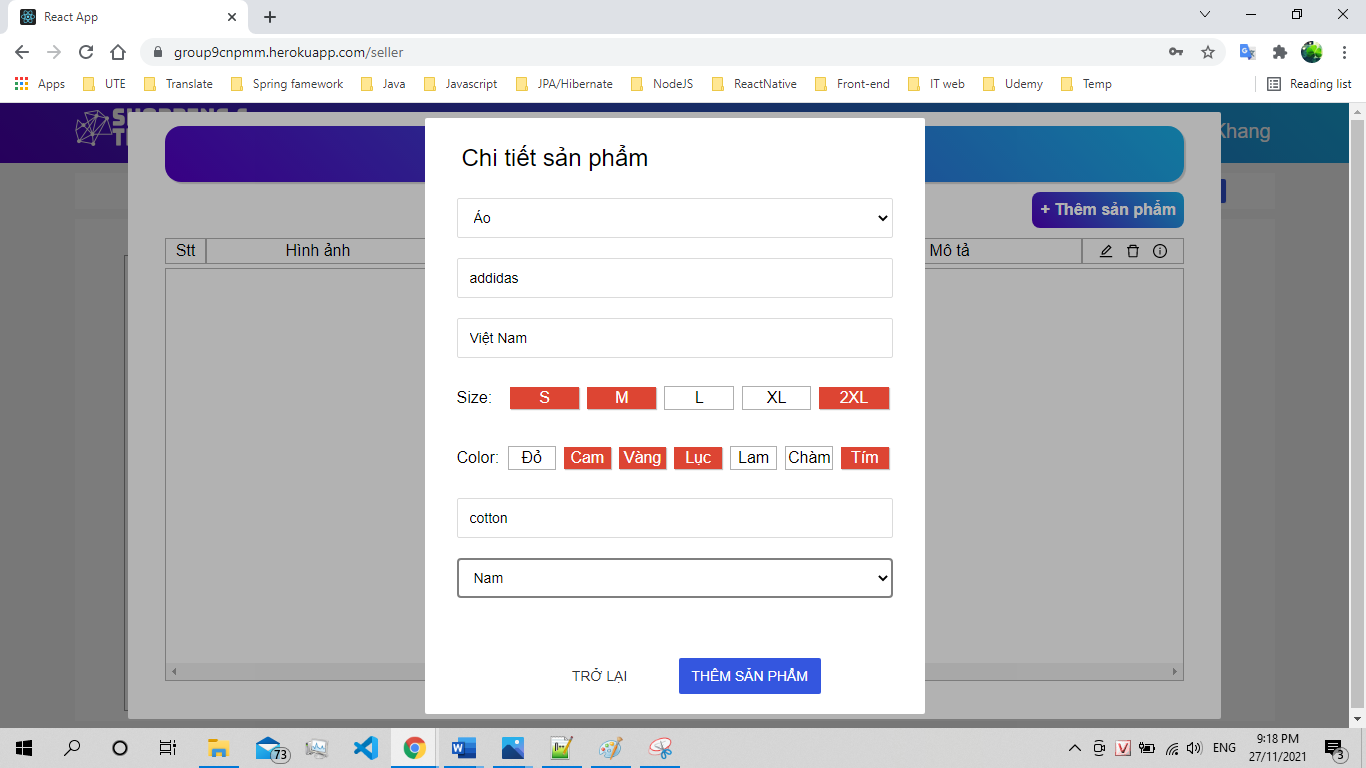 React App
group9cnpmm.herokuapp.com/seller
Apps UTE Translate Spring famework Java Javascript JPA/Hibernate NodeJS ReactNative Front-end IT web Udemy Temp Reading list
Khang
Chi tiết sản phẩm
Áo
+ Thêm sản phẩm
Stt Hình ảnh Mô tả
addidas
Việt Nam
Size: S M L XL 2XL
Color: Đỏ Cam Vàng Lục Lam Chàm Tím
cotton
Nam
TRỞ LẠI THÊM SẢN PHẨM
73
ENG
9:18 PM
27/11/2021
3